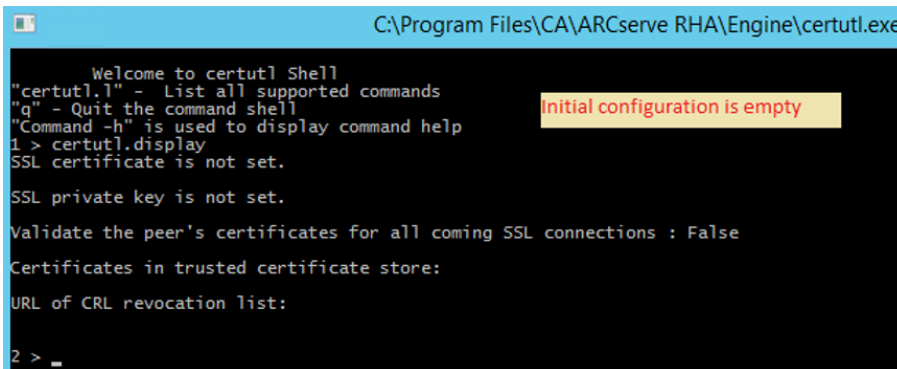 C:\Program Files\CA\ARCserve RHA\Engine\certutl.exe
Welcome to certutl Shell
"certutl.l" - List all supported commands
"q" - Quit the command shell
Initial configuration is empty
"Command -h" is used to display command help
1 > certutl.display
SSL certificate is not set.
SSL private key is not set.
Validate the peer's certificates for all coming SSL connections : False
Certificates in trusted certificate store:
URL of CRL revocation list:
2 > _